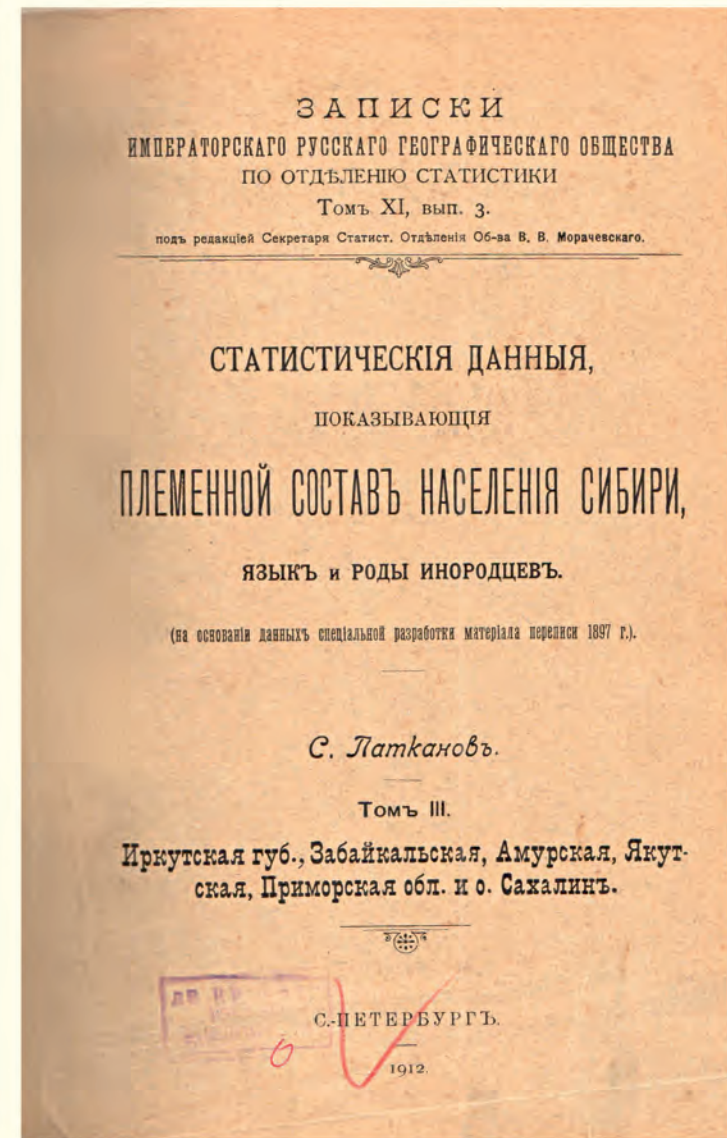 ЗАПИСКИ
ИМПЕРАТОРСКАГО РУССКАГО ГЕОГРАФИЧЕСКАГО ОБЩЕСТВА
ПО ОТДѢЛЕНІЮ СТАТИСТИКИ
Томъ XI, вып. 3.
подъ редакціей Секретаря Статист. Отдѣленія Об-ва В. В. Морачевскаго.
СТАТИСТИЧЕСКІЯ ДАННЫЯ,
ПОКАЗЫВАЮЩІЯ
ПЛЕМЕННОЙ СОСТАВЪ НАСЕЛЕНІЯ СИБИРИ,
ЯЗЫКЪ и РОДЫ ИНОРОДЦЕВЪ.
(на основаніи данныхъ спеціальной разработки матеріала переписи 1897 г.).
С. Паткановъ.
Томъ III.
Иркутская губ., Забайкальская, Амурская, Якут-
ская, Приморская обл. и о. Сахалинъ.
С.-ПЕТЕРБУРГЪ.
1912.